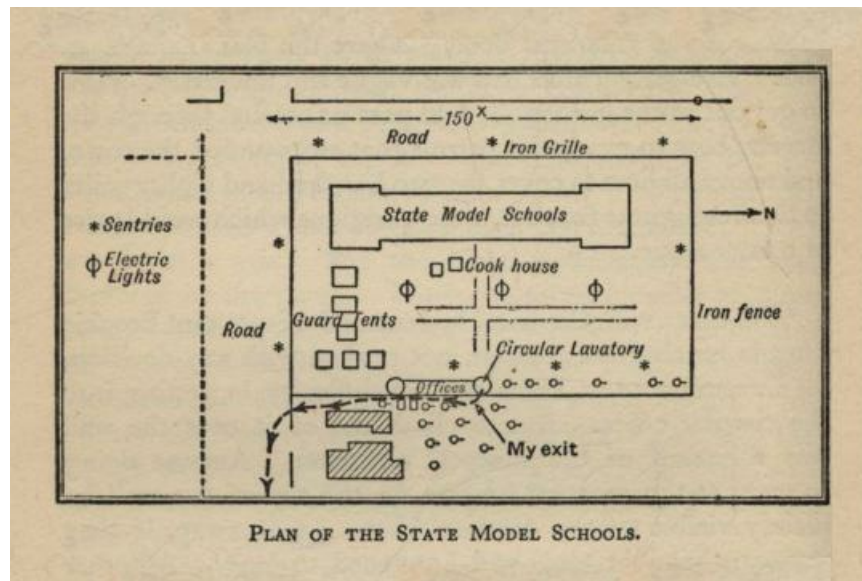 150ˣ
Road
Iron Grille
State Model Schools
N
*Sentries
Electric
Lights
Cook house
Guard Tents
Iron fence
Road
Circular Lavatory
Offices
My exit
PLAN OF THE STATE MODEL SCHOOLS.